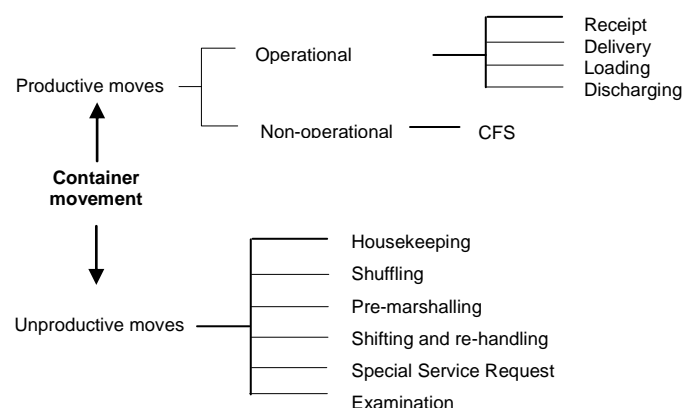 Receipt
Operational
Delivery
Loading
Productive moves
Discharging
Non-operational
CFS
Container
movement
Housekeeping
Shuffling
Pre-marshalling
Unproductive moves
Shifting and re-handling
Special Service Request
Examination